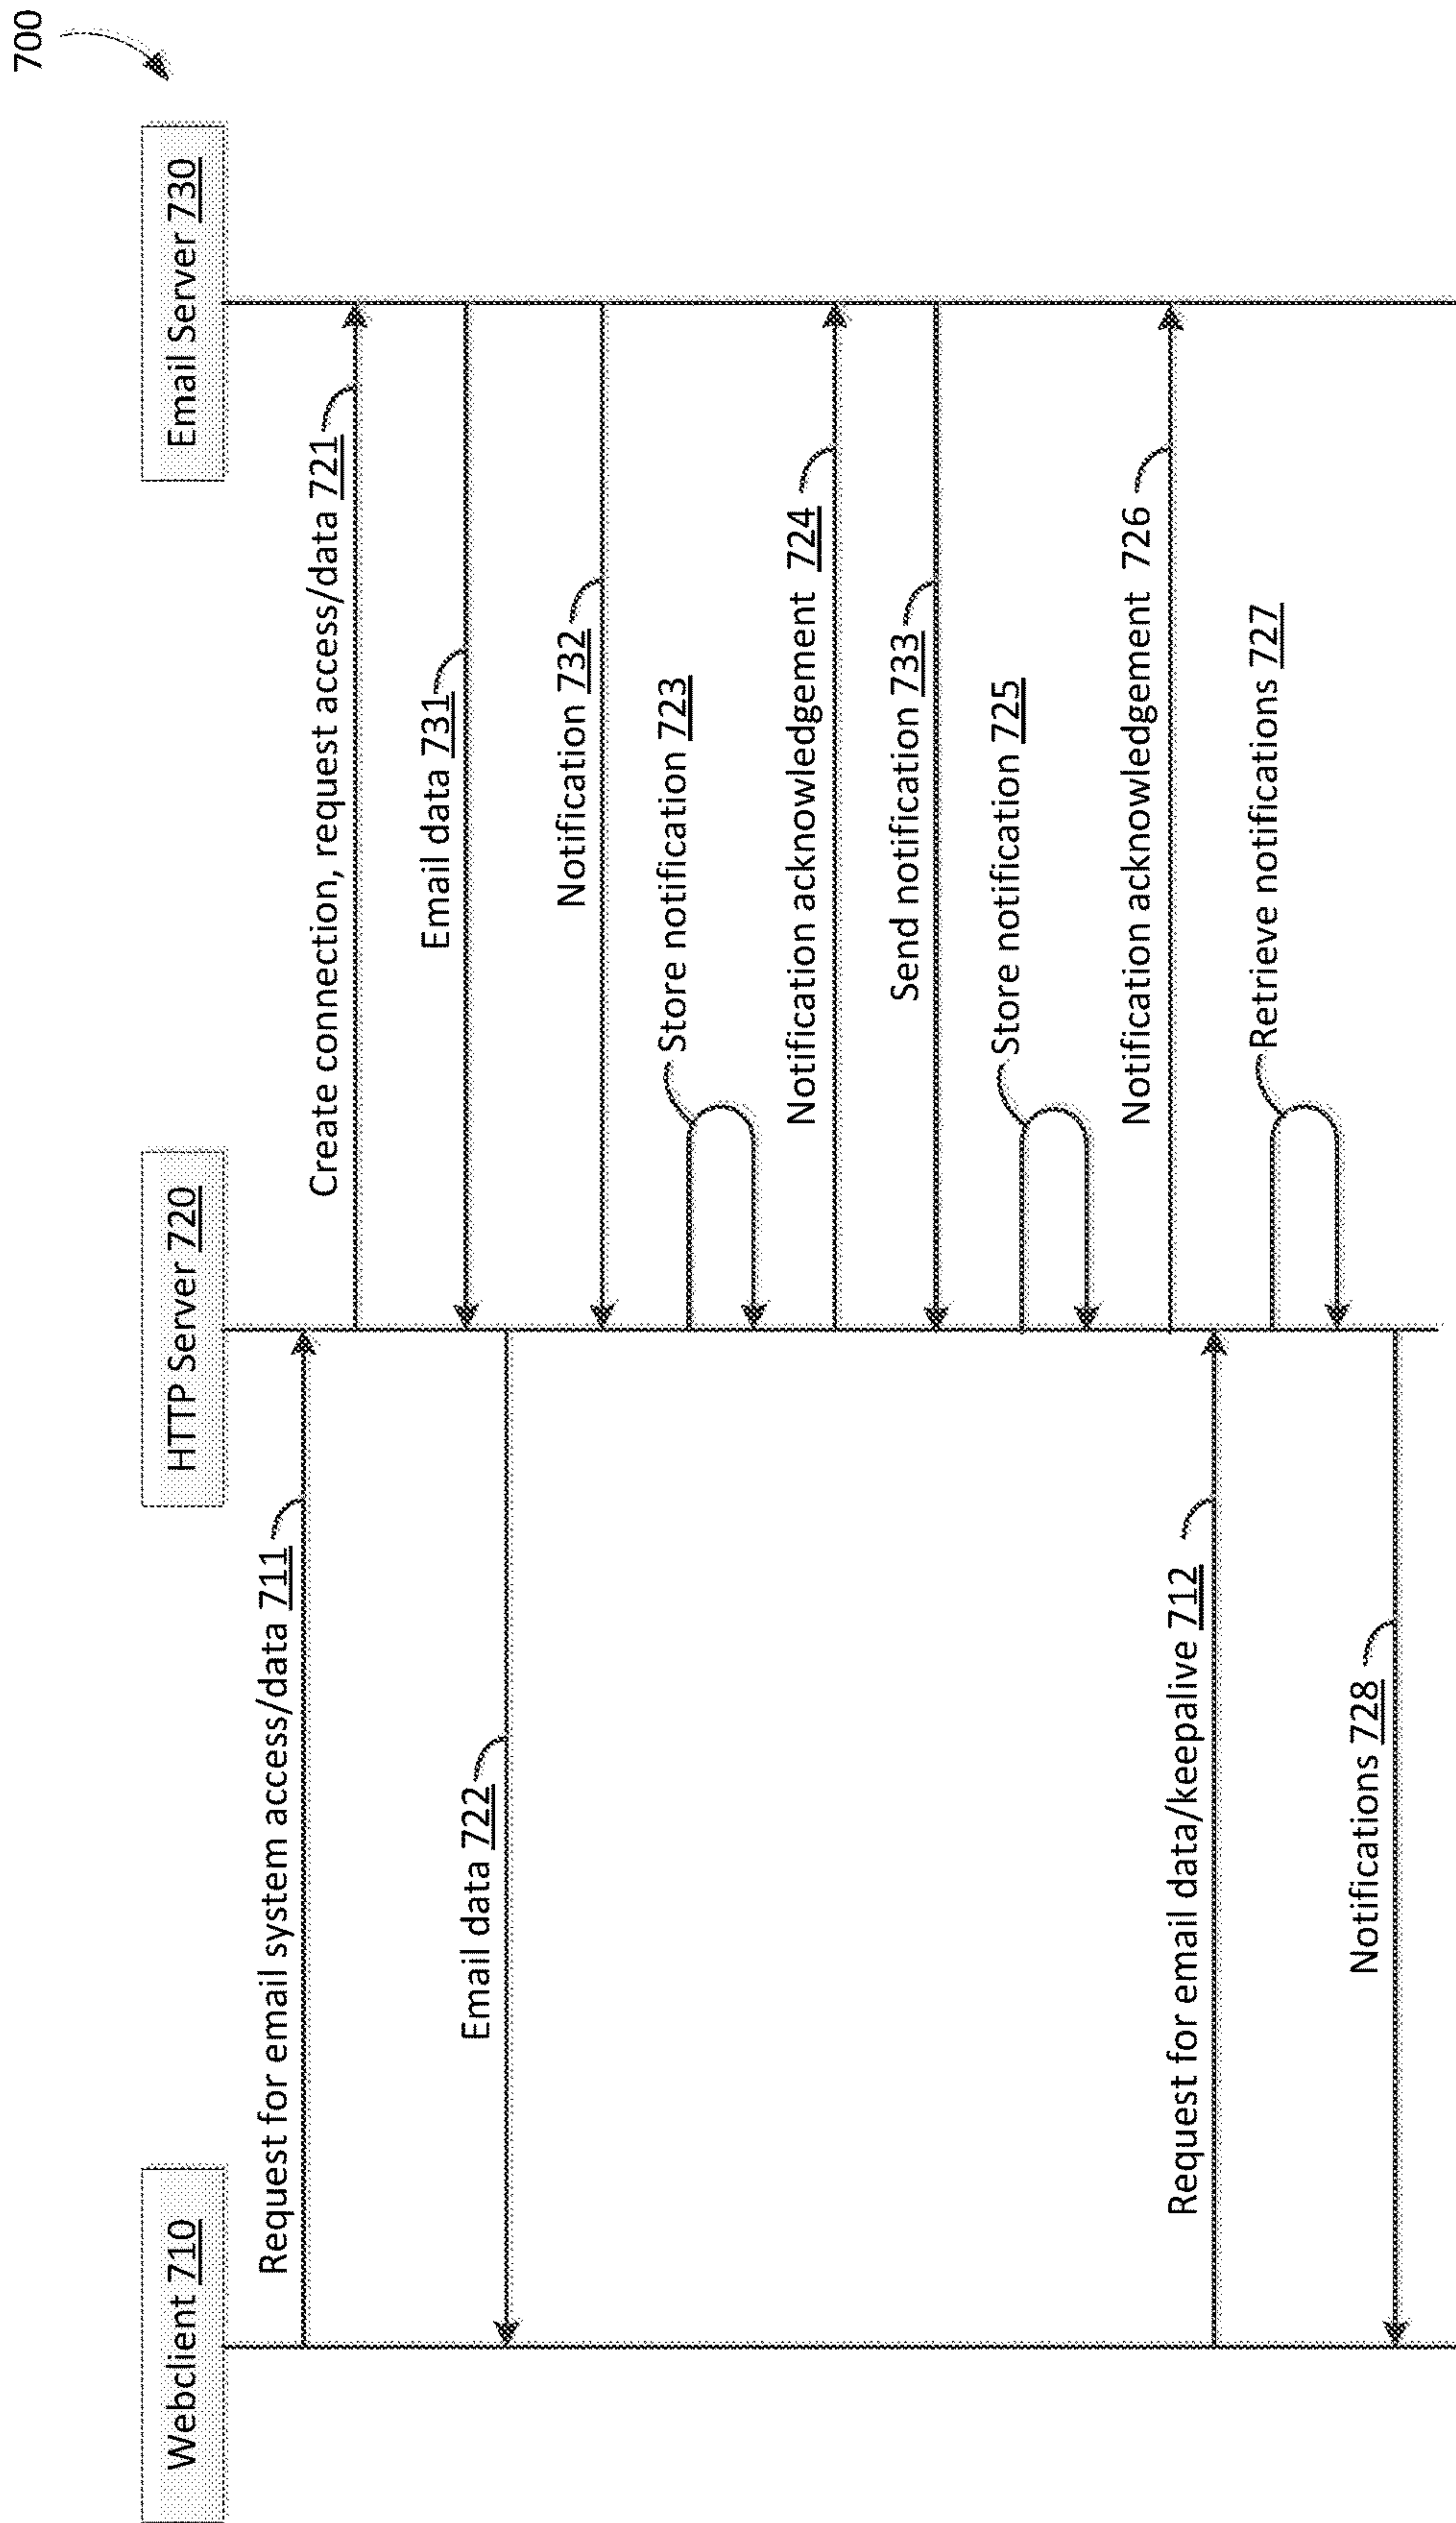 700
Webclient 710
HTTP Server 720
Email Server 730
Request for email system access/data 711
Create connection, request access/data 721
Email data 731
Email data 722
Notification 732
Store notification 723
Notification acknowledgement 724
Send notification 733
Store notification 725
Notification acknowledgement 726
Request for email data/keepalive 712
Retrieve notifications 727
Notifications 728